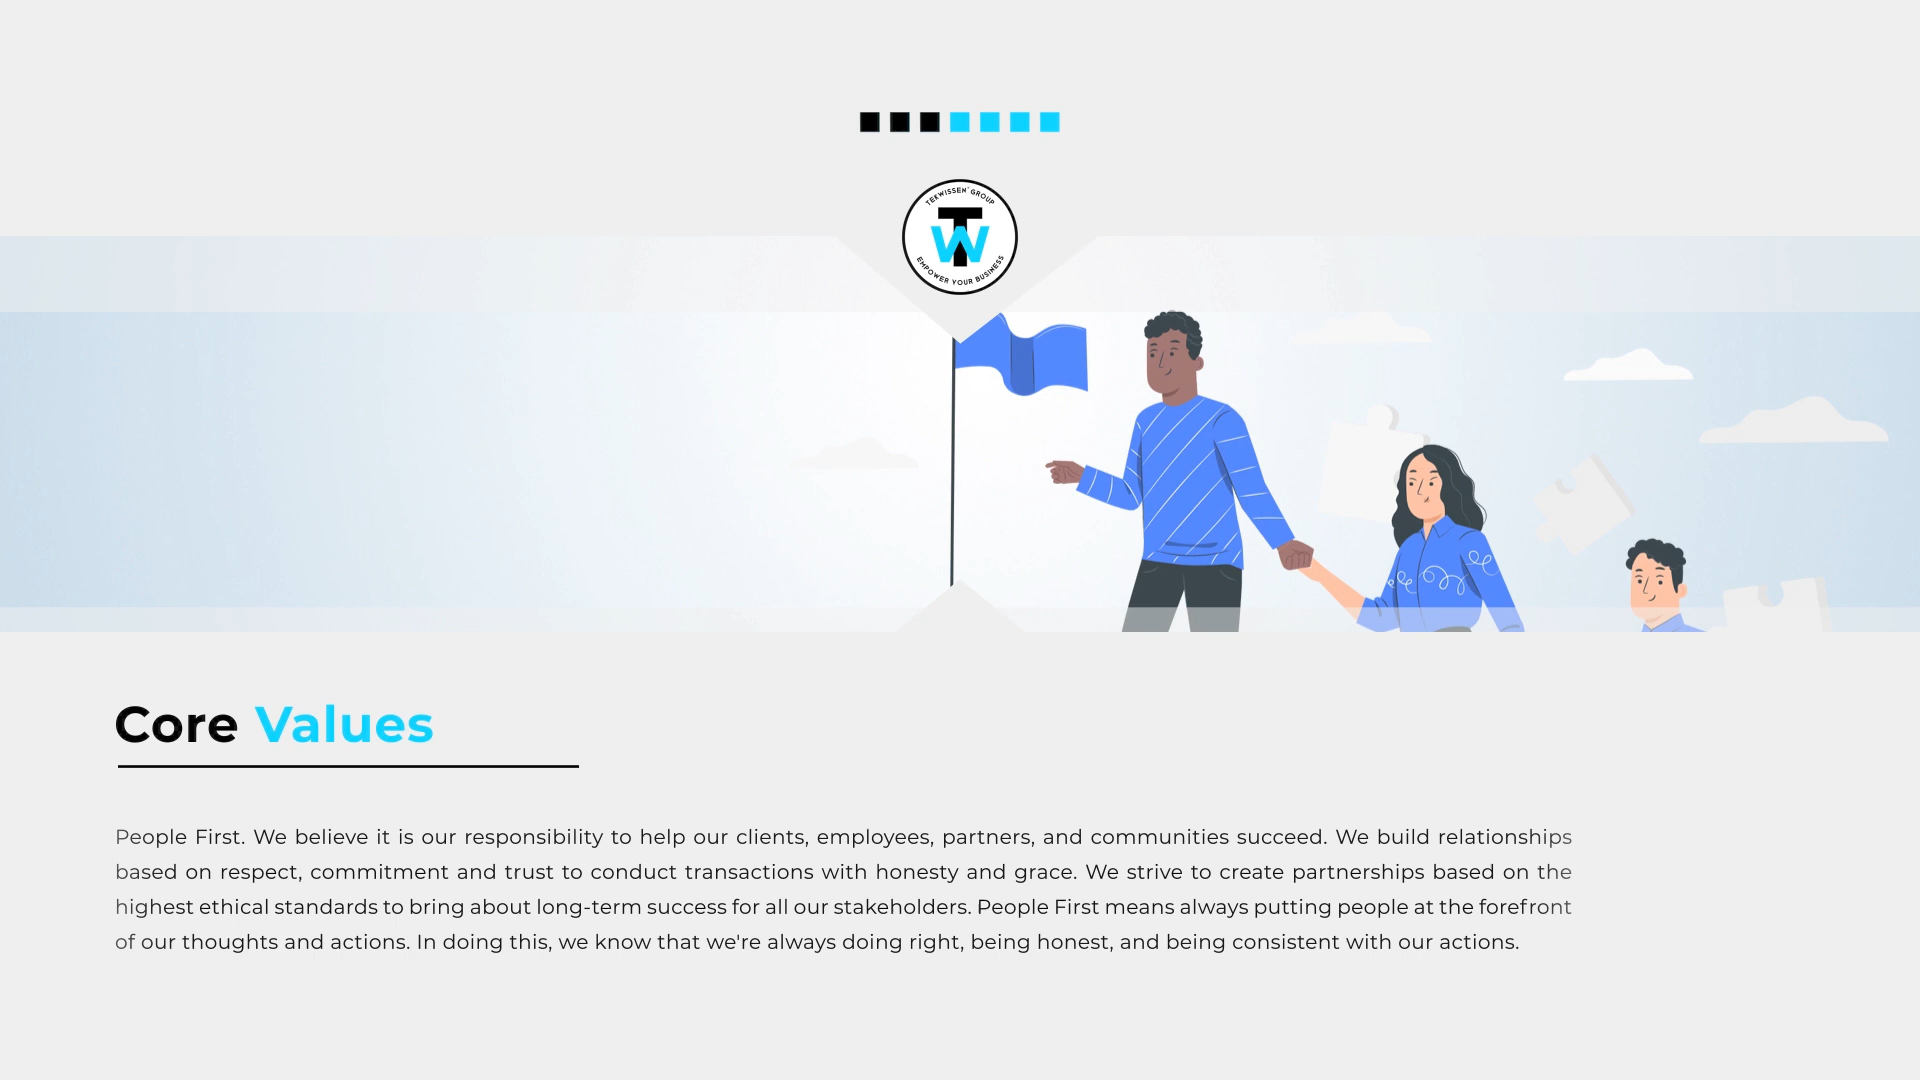 TEKWISSEN® GROUP
TW
EMPOWER YOUR BUSINESS
Core Values
People First. We believe it is our responsibility to help our clients, employees, partners, and communities succeed. We build relationships
based on respect, commitment and trust to conduct transactions with honesty and grace. We strive to create partnerships based on the
highest ethical standards to bring about long-term success for all our stakeholders. People First means always putting people at the forefront
of our thoughts and actions. In doing this, we know that we're always doing right, being honest, and being consistent with our actions.